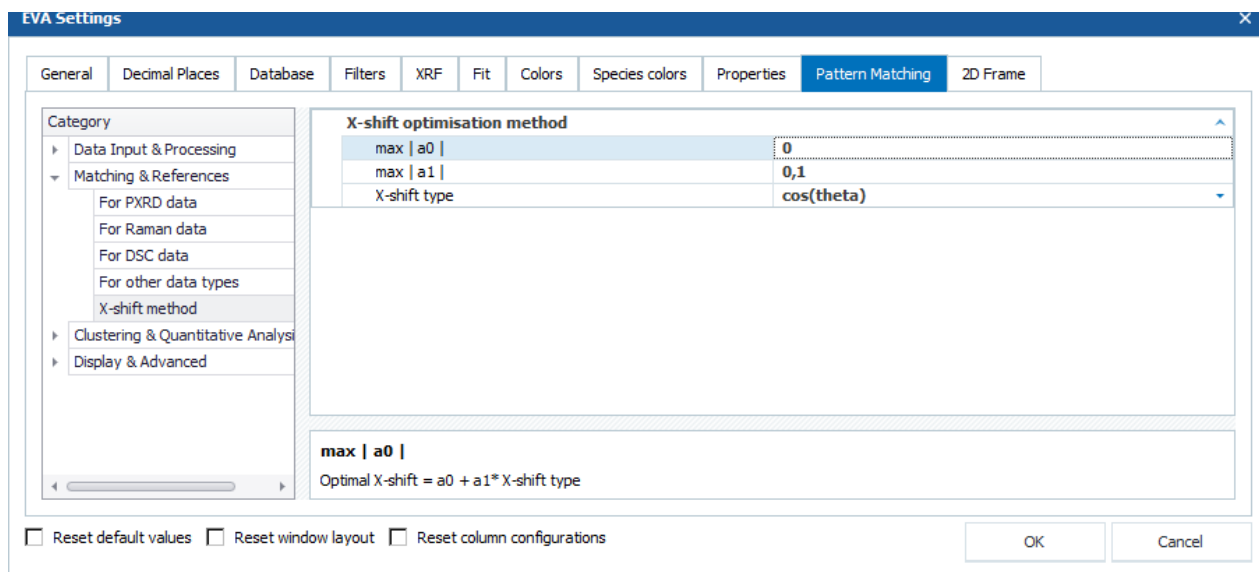 EVA Settings
General Decimal Places Database Filters XRF Fit Colors Species colors Properties Pattern Matching 2D Frame
Category
Data Input & Processing
Matching & References
For PXRD data
For Raman data
For DSC data
For other data types
X-shift method
Clustering & Quantitative Analysi
Display & Advanced
X-shift optimisation method
max | a0 | 0
max | a1 | 0,1
X-shift type cos(theta)
max | a0 |
Optimal X-shift = a0 + a1* X-shift type
Reset default values Reset window layout Reset column configurations
OK Cancel